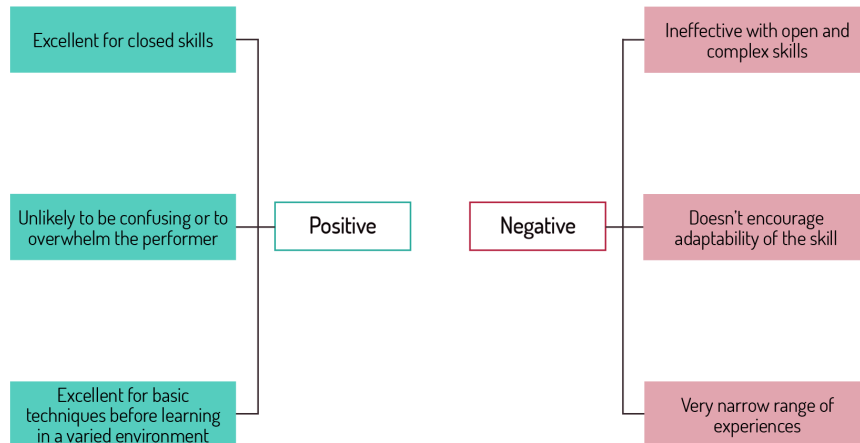 Excellent for closed skills
Unlikely to be confusing or to
overwhelm the performer
Excellent for basic
techniques before learning
in a varied environment
Positive
Negative
Ineffective with open and
complex skills
Doesn't encourage
adaptability of the skill
Very narrow range of
experiences